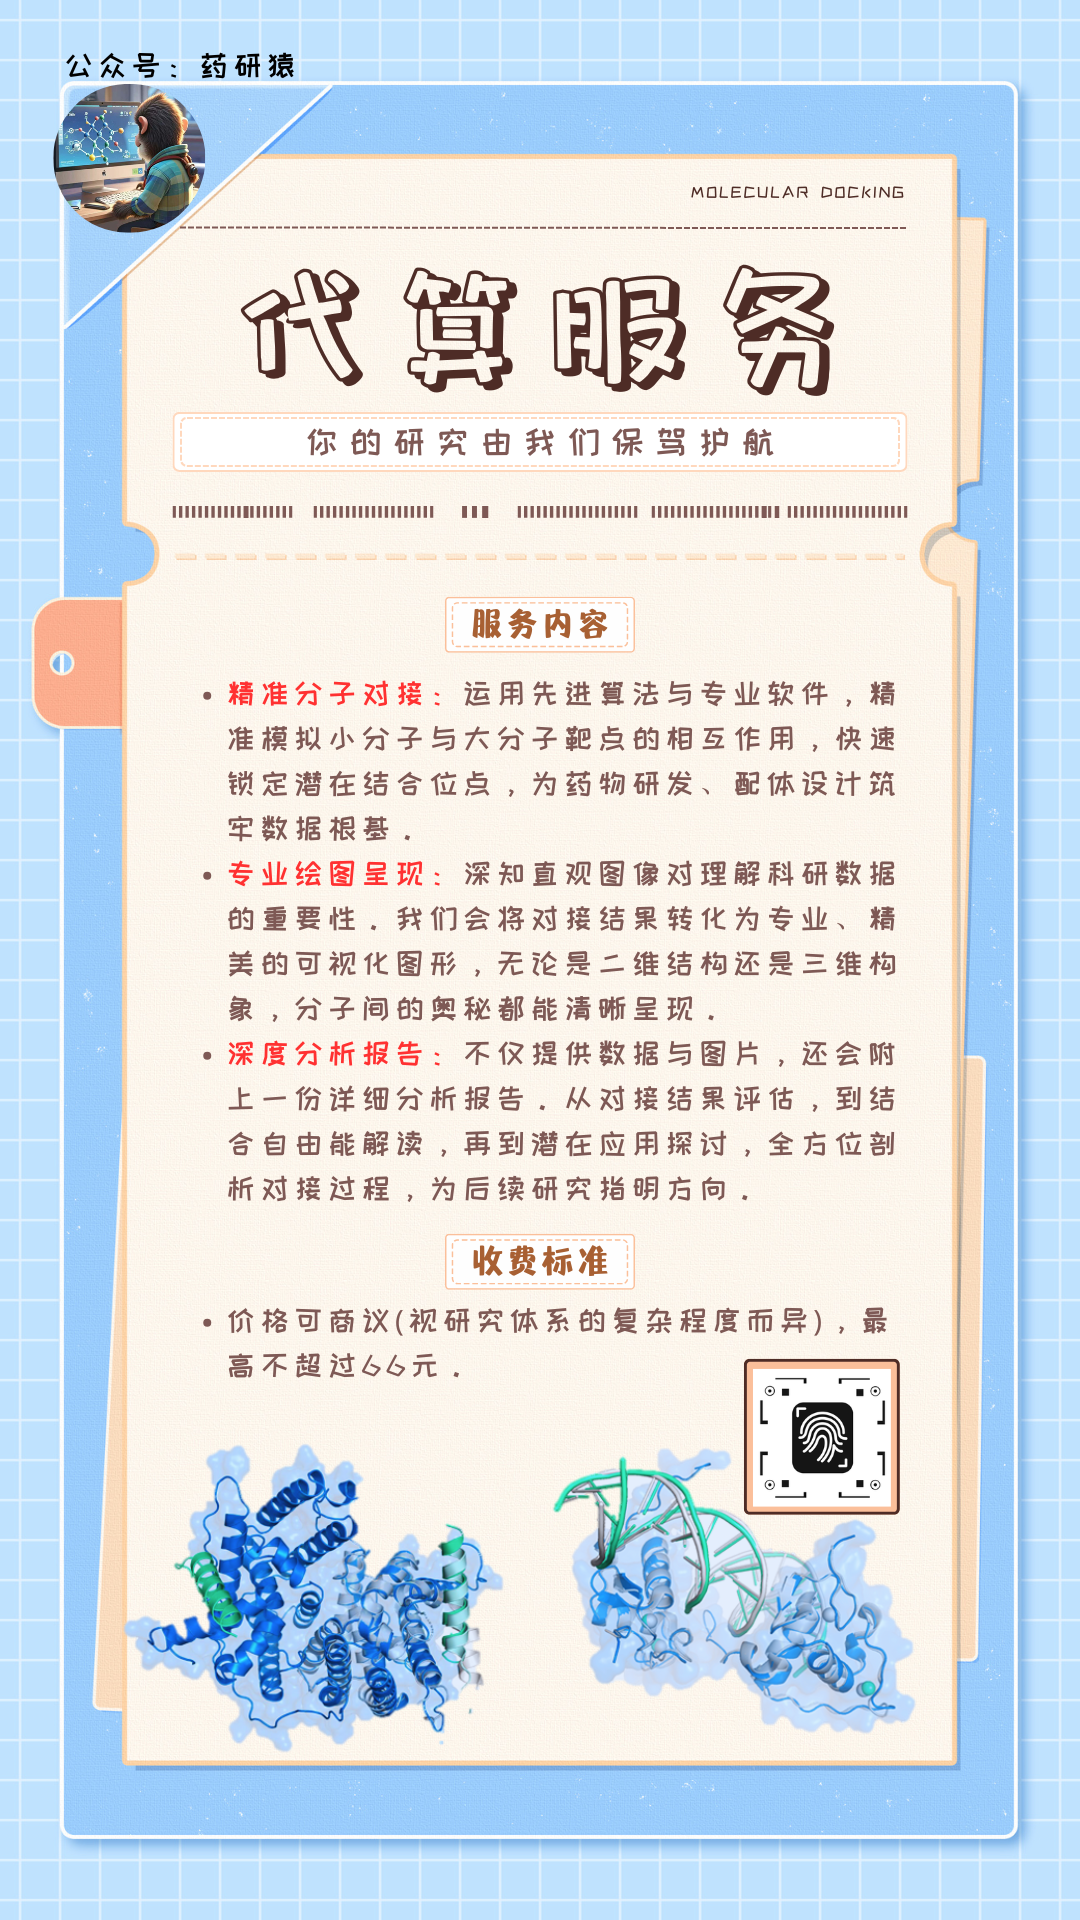 公众号：药研猿
MOLECULAR DOCKING
代算服务
你的研究由我们保驾护航
服务内容
• 精准分子对接：运用先进算法与专业软件，精
准模拟小分子与大分子靶点的相互作用，快速
锁定潜在结合位点，为药物研发、配体设计筑
牢数据根基．
• 专业绘图呈现：深知直观图像对理解科研数据
的重要性．我们会将对接结果转化为专业、精
美的可视化图形，无论是二维结构还是三维构
象，分子间的奥秘都能清晰呈现．
• 深度分析报告：不仅提供数据与图片，还会附
上一份详细分析报告．从对接结果评估，到结
合自由能解读，再到潜在应用探讨，全方位剖
析对接过程，为后续研究指明方向．
收费标准
• 价格可商议(视研究体系的复杂程度而异)，最
高不超过66元．